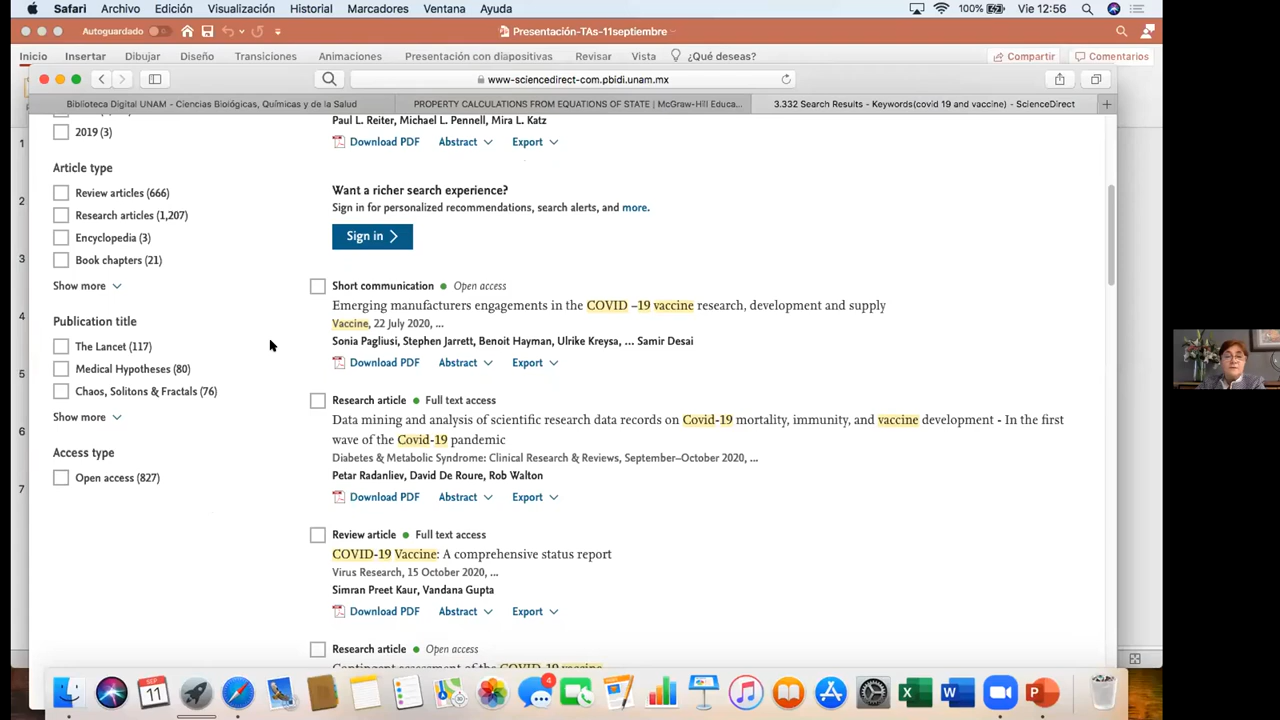 Safari Archivo Edición Visualización Historial Marcadores Ventana Ayuda 100% Vie 12:56
Autoguardado Presentación-TAs-11septiembre
Inicio Insertar Dibujar Diseño Transiciones Animaciones Presentación con diapositivas Revisar Vista ¿Qué deseas? Compartir Comentarios
www-sciencedirect-com.pbidi.unam.mx
Biblioteca Digital UNAM - Ciencias Biológicas, Químicas y de la Salud PROPERTY CALCULATIONS FROM EQUATIONS OF STATE | McGraw-Hill Educa... 3.332 Search Results - Keywords(covid 19 and vaccine) - ScienceDirect
2019 (3)
Article type
Review articles (666)
Research articles (1,207)
Encyclopedia (3)
Book chapters (21)
Show more
Publication title
The Lancet (117)
Medical Hypotheses (80)
Chaos, Solitons & Fractals (76)
Show more
Access type
Open access (827)
Paul L. Reiter, Michael L. Pennell, Mira L. Katz
Download PDF Abstract Export
Want a richer search experience?
Sign in for personalized recommendations, search alerts, and more.
Sign in
Short communication Open access
Emerging manufacturers engagements in the COVID –19 vaccine research, development and supply
Vaccine, 22 July 2020, ...
Sonia Pagliusi, Stephen Jarrett, Benoit Hayman, Ulrike Kreysa, ... Samir Desai
Download PDF Abstract Export
Research article Full text access
Data mining and analysis of scientific research data records on Covid-19 mortality, immunity, and vaccine development - In the first
wave of the Covid-19 pandemic
Diabetes & Metabolic Syndrome: Clinical Research & Reviews, September–October 2020, ...
Petar Radanliev, David De Roure, Rob Walton
Download PDF Abstract Export
Review article Full text access
COVID-19 Vaccine: A comprehensive status report
Virus Research, 15 October 2020, ...
Simran Preet Kaur, Vandana Gupta
Download PDF Abstract Export
Research article Open access
Contingent assessment of the COVID-19 vaccine
1
2
3
4
5
6
7
SEP
11
4